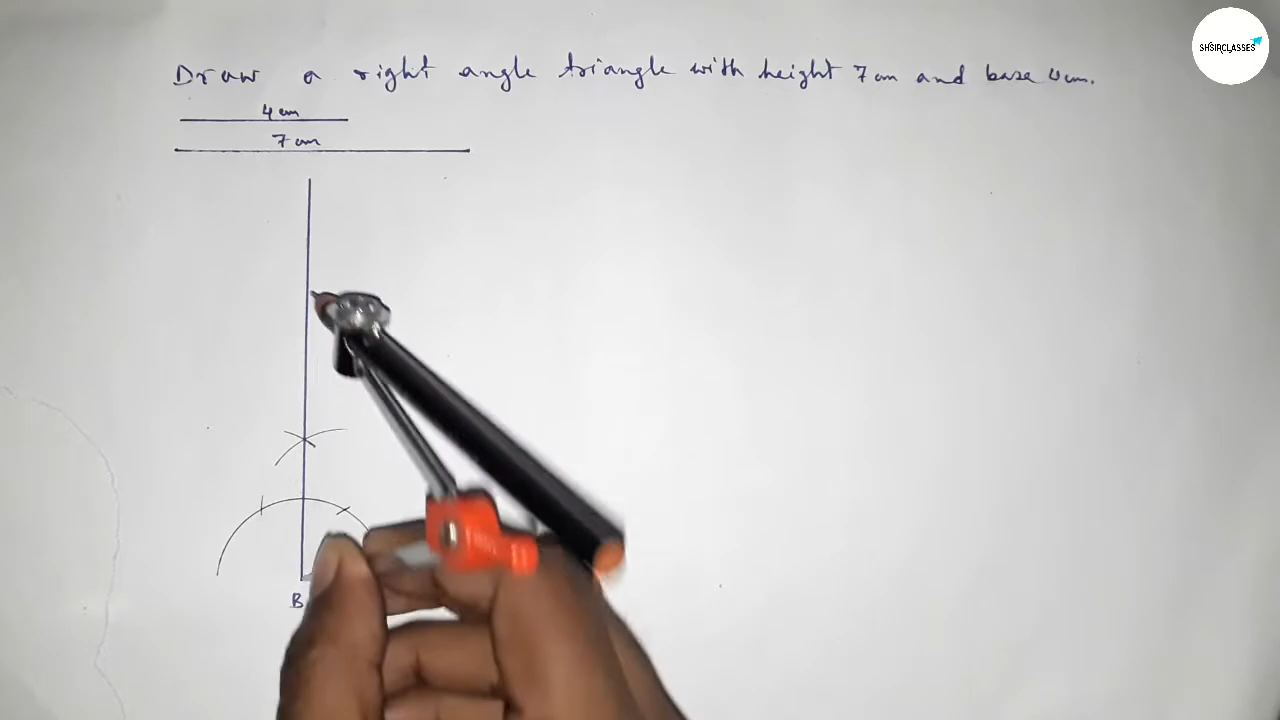 SHSIRCLASSES
Draw a right angle triangle with height 7cm and base 4cm.
4cm
7cm
B